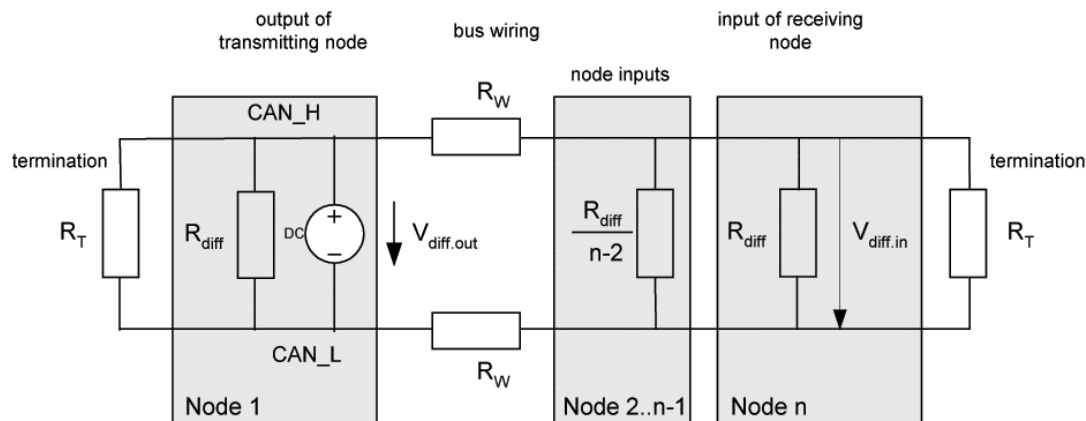 output of
transmitting node
bus wiring
input of receiving
node
node inputs
CAN_H
R_W
termination
termination
R_T
R_diff
DC
+
−
V_diff.out
R_diff
n-2
R_diff
V_diff.in
R_T
CAN_L
R_W
Node 1
Node 2..n-1
Node n